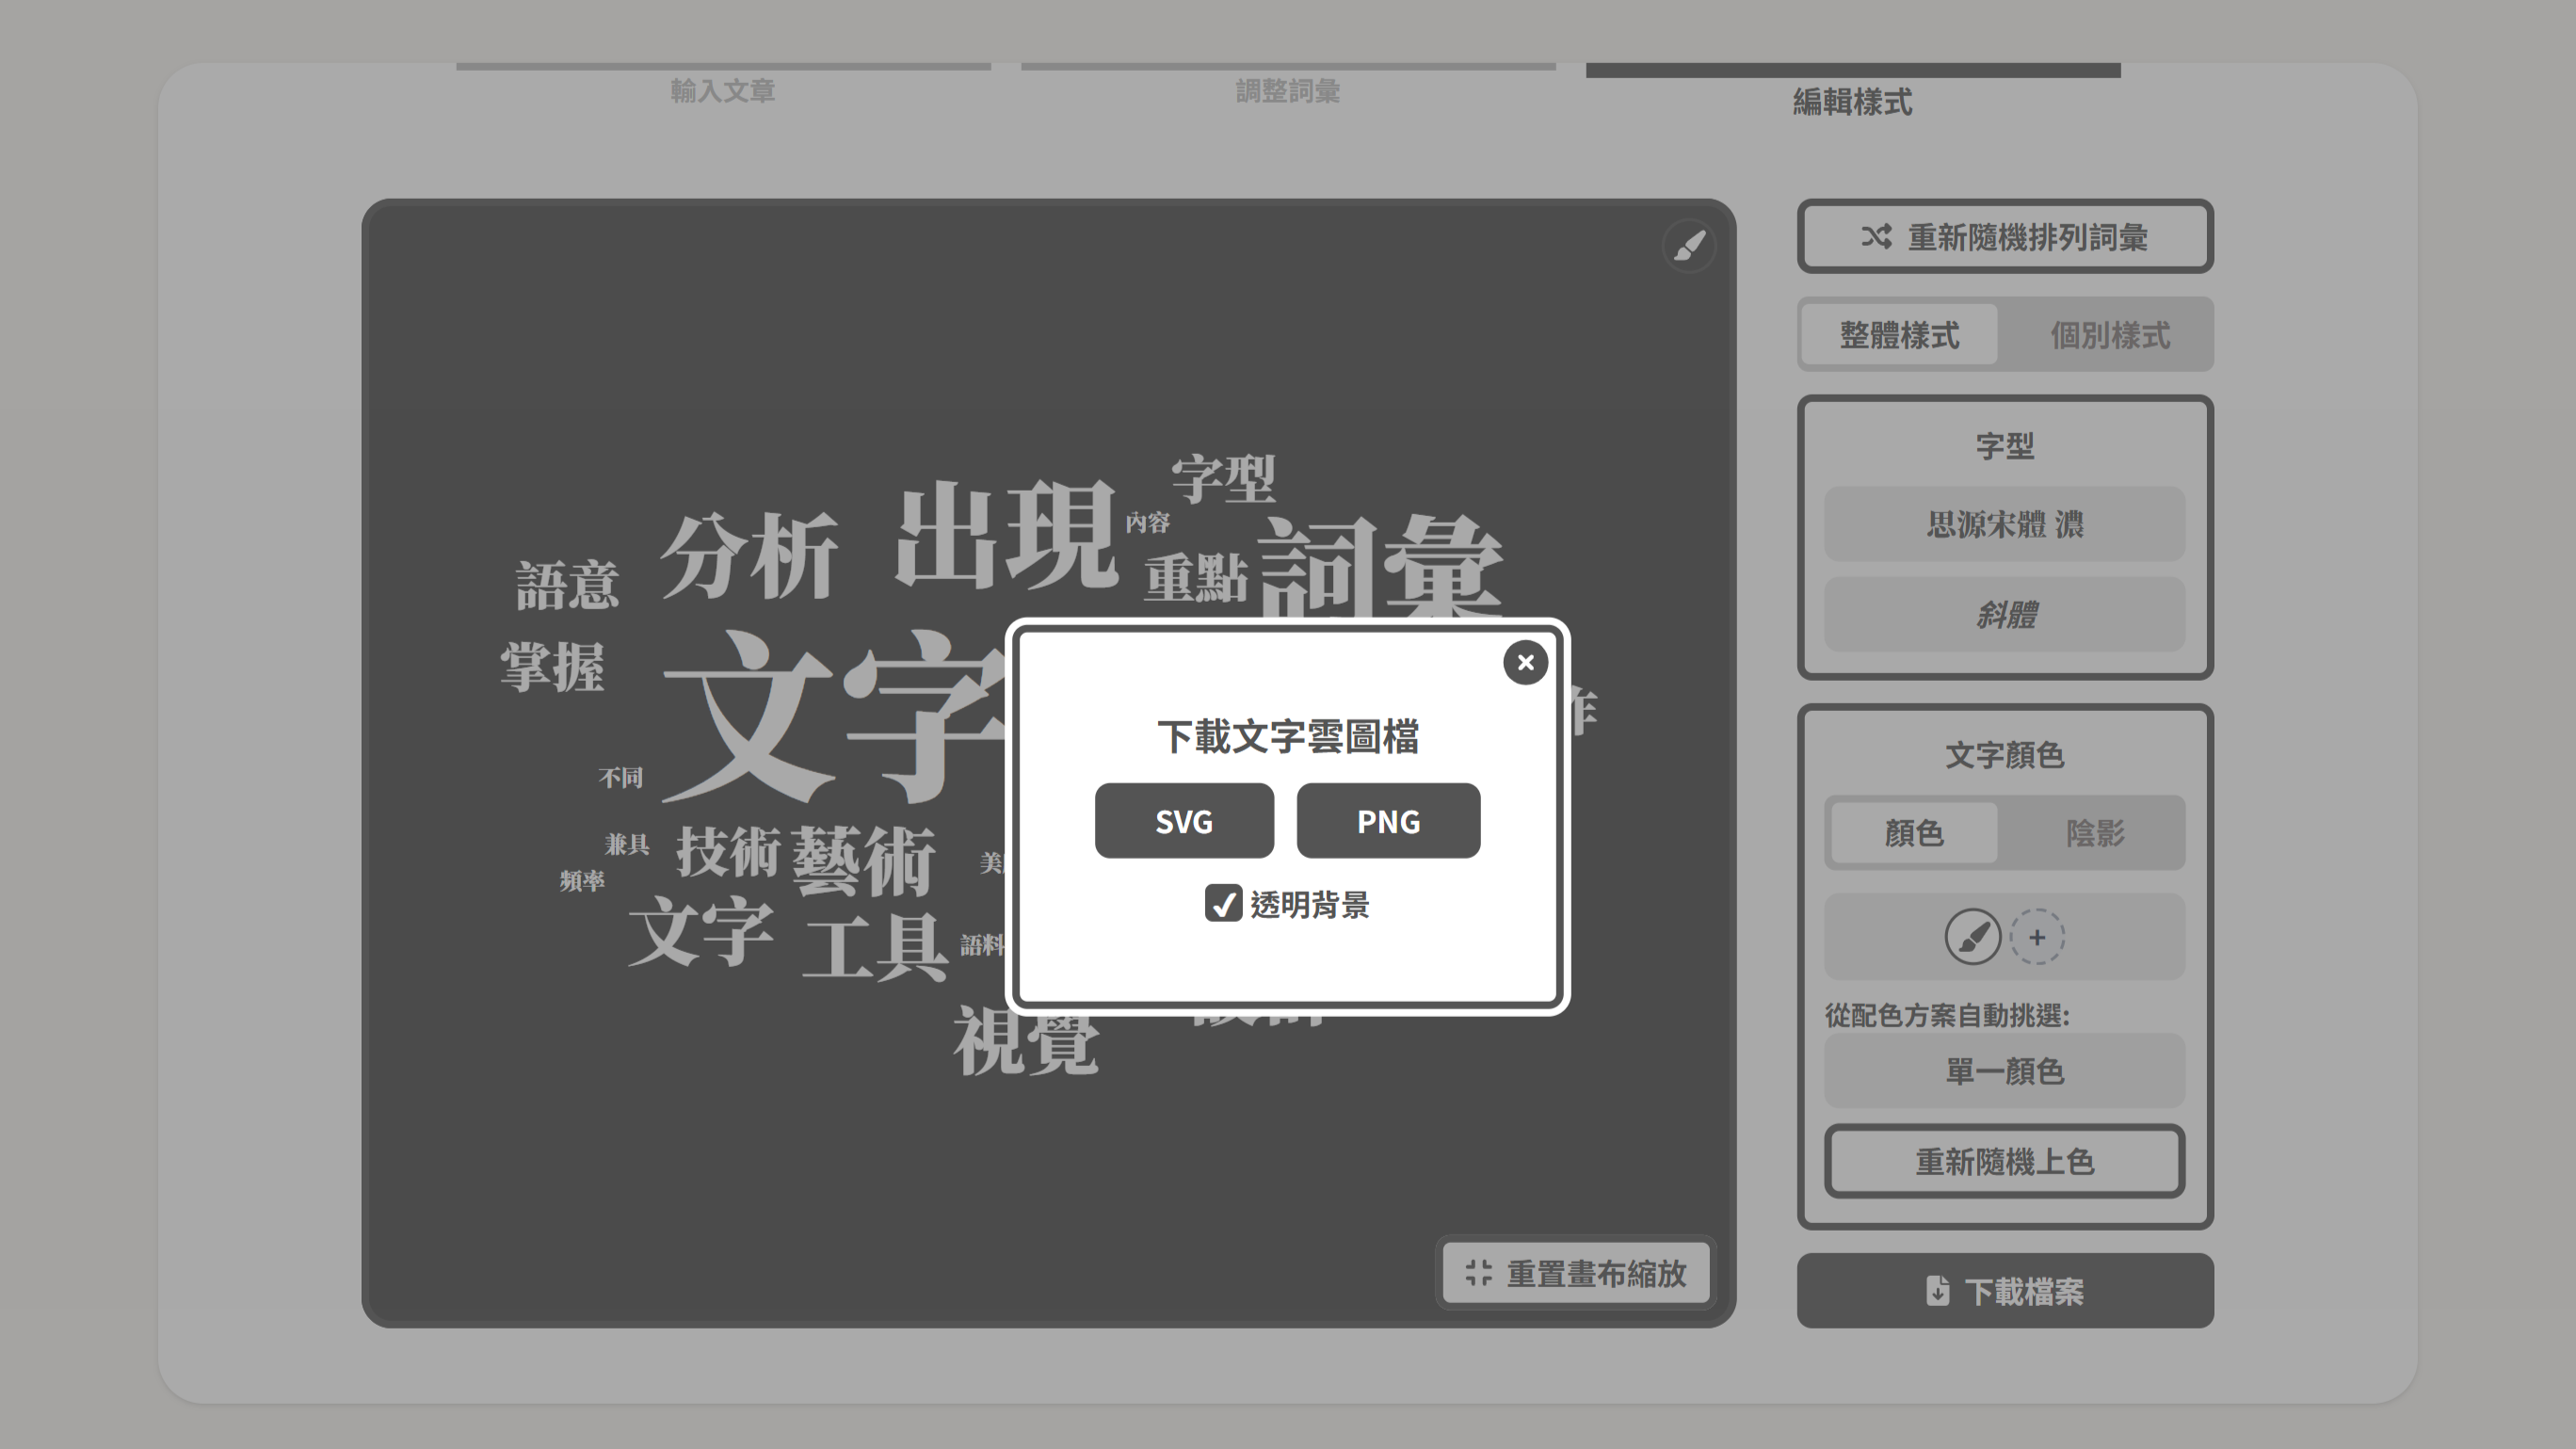 輸入文章
調整詞彙
編輯樣式
字型
分析
出現
內容
詞彙
語意
重點
掌握
文字
不同
兼具
技術
藝術
頻率
文字
工具
語料
視覺
下載文字雲圖檔
SVG
PNG
透明背景
重置畫布縮放
重新隨機排列詞彙
整體樣式
個別樣式
字型
思源宋體 濃
斜體
文字顏色
顏色
陰影
從配色方案自動挑選:
單一顏色
重新隨機上色
下載檔案